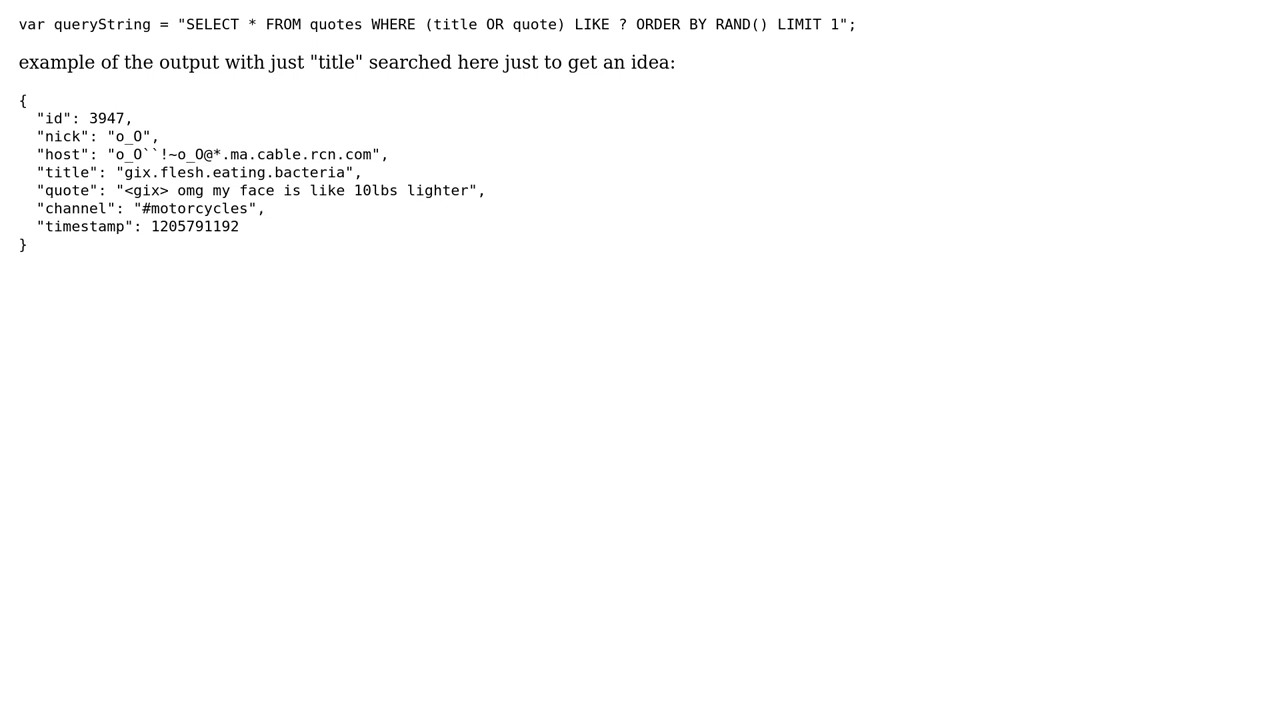 var queryString = "SELECT * FROM quotes WHERE (title OR quote) LIKE ? ORDER BY RAND() LIMIT 1";
example of the output with just "title" searched here just to get an idea:
{
  "id": 3947,
  "nick": "o_O",
  "host": "o_O``!~o_O@*.ma.cable.rcn.com",
  "title": "gix.flesh.eating.bacteria",
  "quote": "<gix> omg my face is like 10lbs lighter",
  "channel": "#motorcycles",
  "timestamp": 1205791192
}